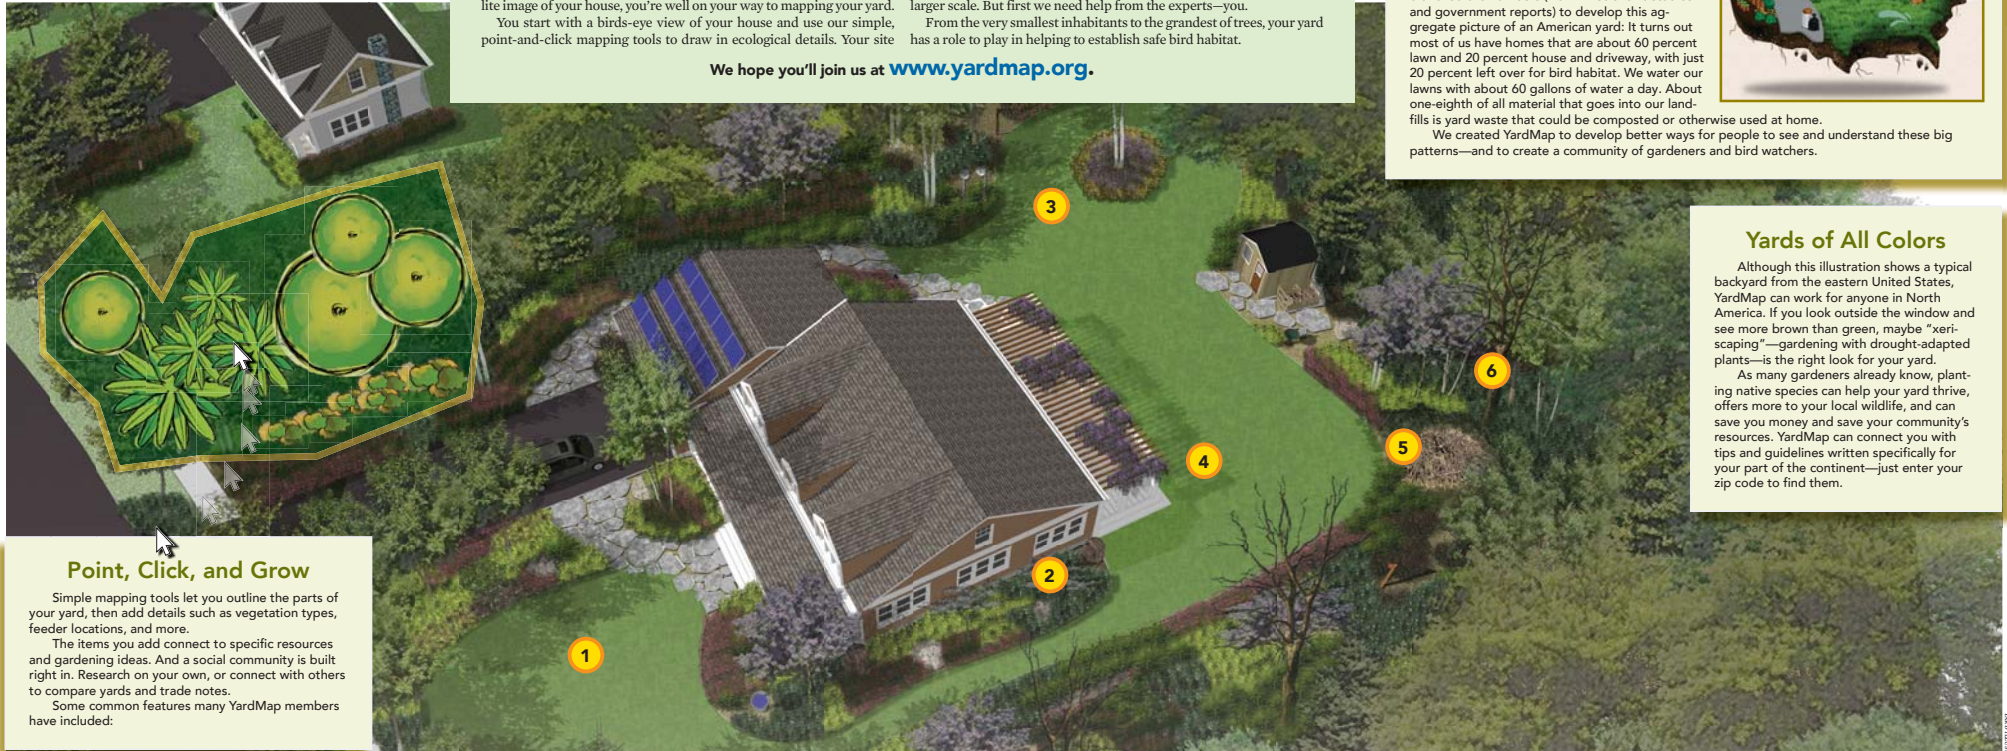 lite image of your house, you're well on your way to mapping your yard.
You start with a birds-eye view of your house and use our simple,
point-and-click mapping tools to draw in ecological details. Your site
larger scale. But first we need help from the experts—you.
From the very smallest inhabitants to the grandest of trees, your yard
has a role to play in helping to establish safe bird habitat.
We hope you'll join us at www.yardmap.org.
and government reports) to develop this ag-
gregate picture of an American yard: It turns out
most of us have homes that are about 60 percent
lawn and 20 percent house and driveway, with just
20 percent left over for bird habitat. We water our
lawns with about 60 gallons of water a day. About
one-eighth of all material that goes into our land-
fills is yard waste that could be composted or otherwise used at home.
We created YardMap to develop better ways for people to see and understand these big
patterns—and to create a community of gardeners and bird watchers.
Yards of All Colors
Although this illustration shows a typical
backyard from the eastern United States,
YardMap can work for anyone in North
America. If you look outside the window and
see more brown than green, maybe "xeri-
scaping"—gardening with drought-adapted
plants—is the right look for your yard.
As many gardeners already know, plant-
ing native species can help your yard thrive,
offers more to your local wildlife, and can
save you money and save your community's
resources. YardMap can connect you with
tips and guidelines written specifically for
your part of the continent—just enter your
zip code to find them.
3
6
5
4
2
1
Point, Click, and Grow
Simple mapping tools let you outline the parts of
your yard, then add details such as vegetation types,
feeder locations, and more.
The items you add connect to specific resources
and gardening ideas. And a social community is built
right in. Research on your own, or connect with others
to compare yards and trade notes.
Some common features many YardMap members
have included: